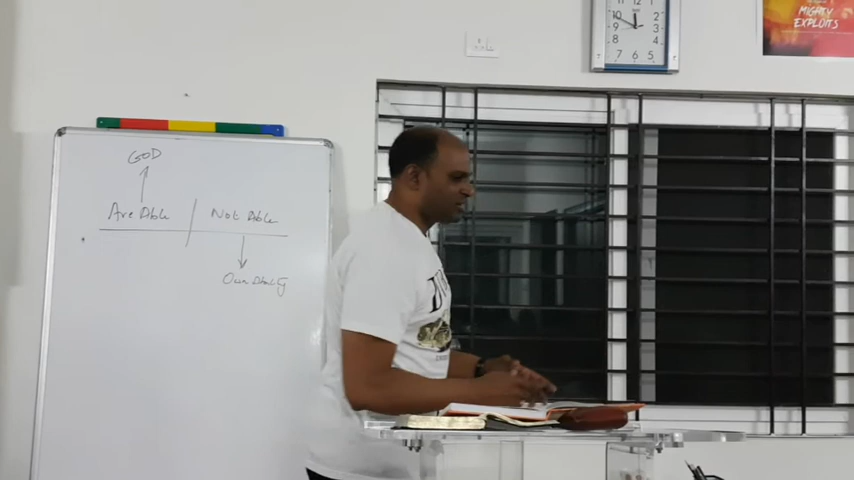 GOD
Are Able Not Able
Our Ability
MIGHTY
EXPLOITS